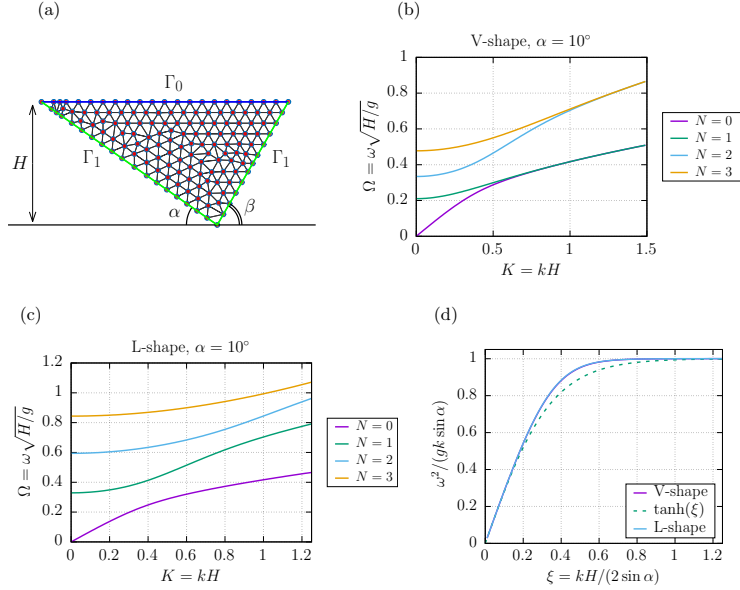 (a)
Γ₀
Γ₁
Γ₁
H
α
β
(b)
V-shape, α = 10°
Ω = ω√H/g
1
0.8
0.6
0.4
0.2
0
0
0.5
1
1.5
K = kH
N = 0
N = 1
N = 2
N = 3
(c)
L-shape, α = 10°
Ω = ω√H/g
1.2
1
0.8
0.6
0.4
0.2
0
0
0.2
0.4
0.6
0.8
1
1.2
K = kH
N = 0
N = 1
N = 2
N = 3
(d)
ω²/(gk sin α)
1
0.8
0.6
0.4
0.2
0
0
0.2
0.4
0.6
0.8
1
1.2
ξ = kH/(2 sin α)
V-shape
tanh(ξ)
L-shape